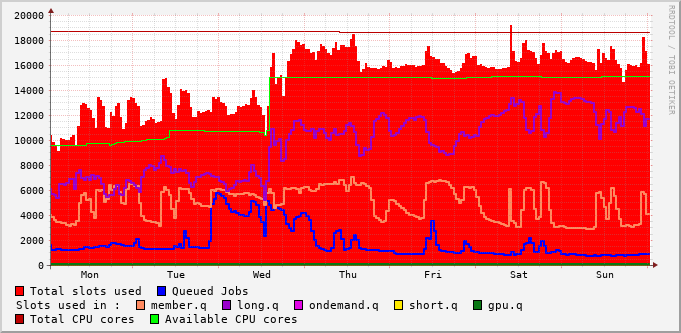 20000
18000
16000
14000
12000
10000
8000
6000
4000
2000
0
Mon Tue Wed Thu Fri Sat Sun
RRDTOOL / TOBI OETIKER
Total slots used Queued Jobs
Slots used in : member.q long.q ondemand.q short.q gpu.q
Total CPU cores Available CPU cores